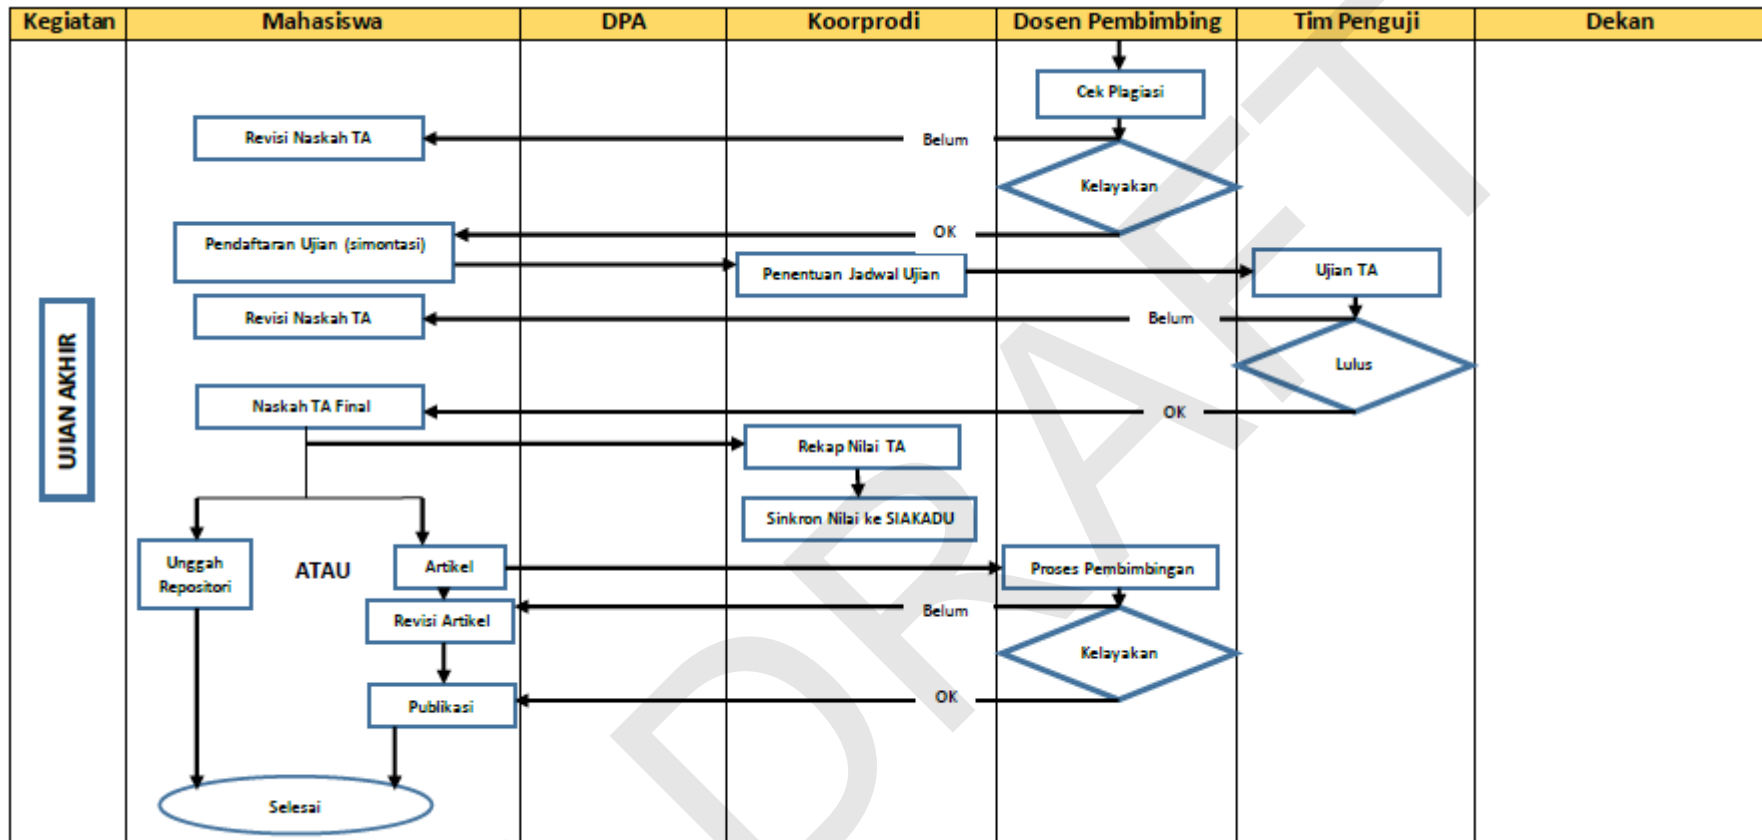 Kegiatan Mahasiswa DPA Koorprodi Dosen Pembimbing Tim Penguji Dekan
Cek Plagiasi
Revisi Naskah TA
Belum
Kelayakan
OK
Pendaftaran Ujian (simontasi)
Penentuan Jadwal Ujian
Ujian TA
Revisi Naskah TA
Belum
Lulus
UJIAN AKHIR
Naskah TA Final
OK
Rekap Nilai TA
Sinkron Nilai ke SIAKADU
Unggah
Repositori
ATAU
Artikel
Proses Pembimbingan
Revisi Artikel
Belum
Kelayakan
Publikasi
OK
Selesai
DRAFT